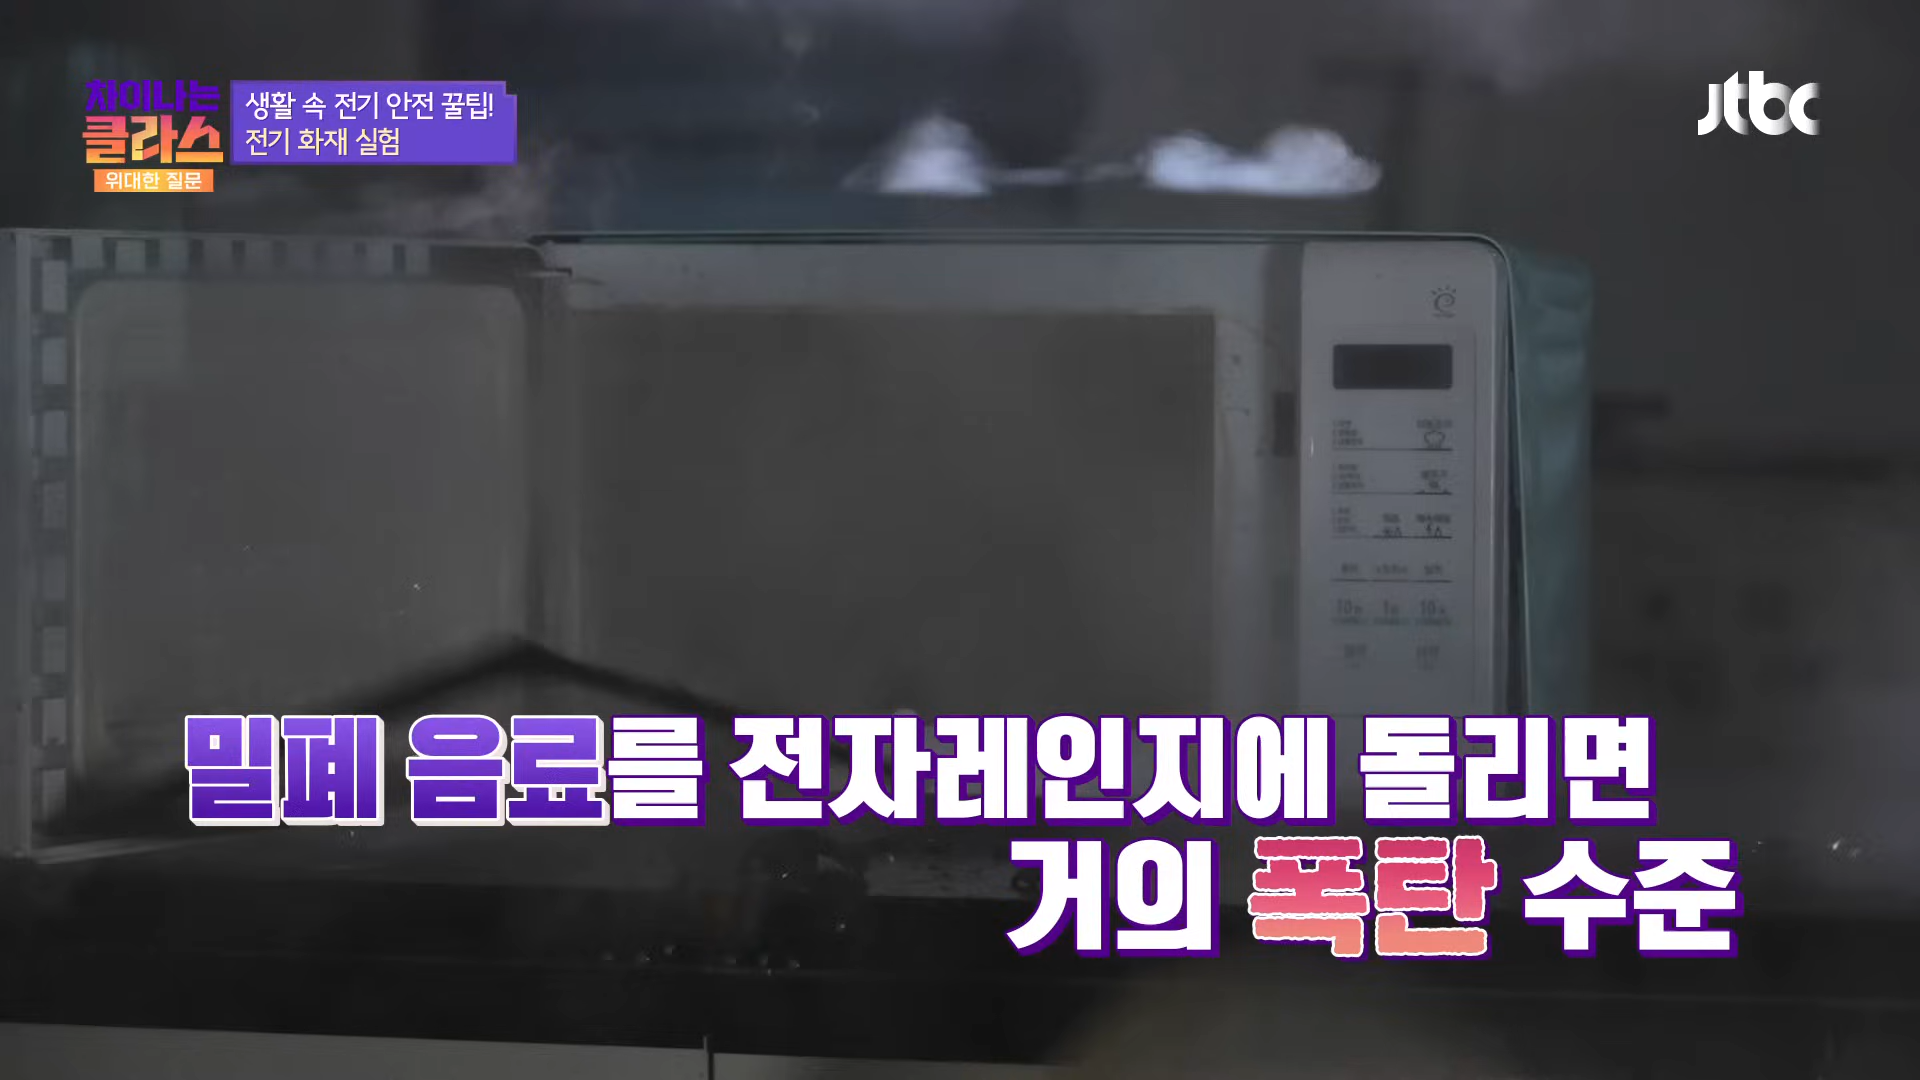 차이나는
클라스
위대한 질문
생활 속 전기 안전 꿀팁!
전기 화재 실험
jtbc
밀폐 음료를 전자레인지에 돌리면
거의 폭탄 수준